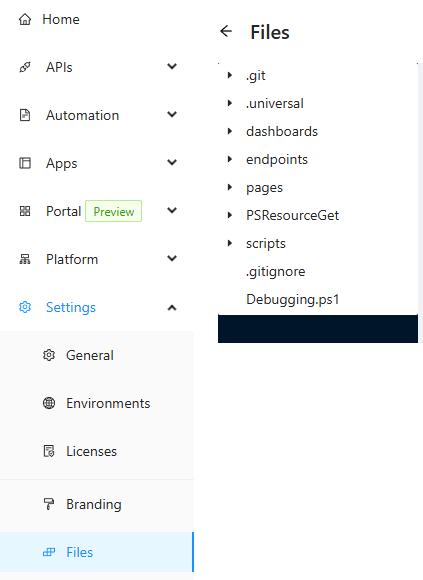 Home
APIs
Automation
Apps
Portal Preview
Platform
Settings
General
Environments
Licenses
Branding
Files
Files
.git
.universal
dashboards
endpoints
pages
PSResourceGet
scripts
.gitignore
Debugging.ps1